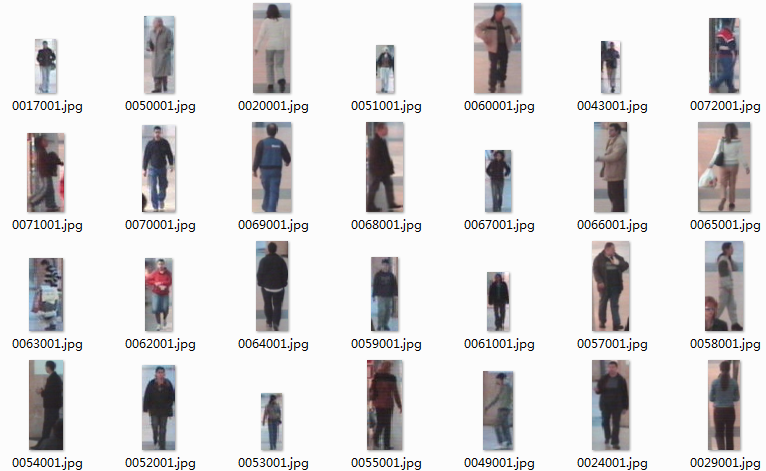 0017001.jpg 0050001.jpg 0020001.jpg 0051001.jpg 0060001.jpg 0043001.jpg 0072001.jpg
0071001.jpg 0070001.jpg 0069001.jpg 0068001.jpg 0067001.jpg 0066001.jpg 0065001.jpg
0063001.jpg 0062001.jpg 0064001.jpg 0059001.jpg 0061001.jpg 0057001.jpg 0058001.jpg
0054001.jpg 0052001.jpg 0053001.jpg 0055001.jpg 0049001.jpg 0024001.jpg 0029001.jpg